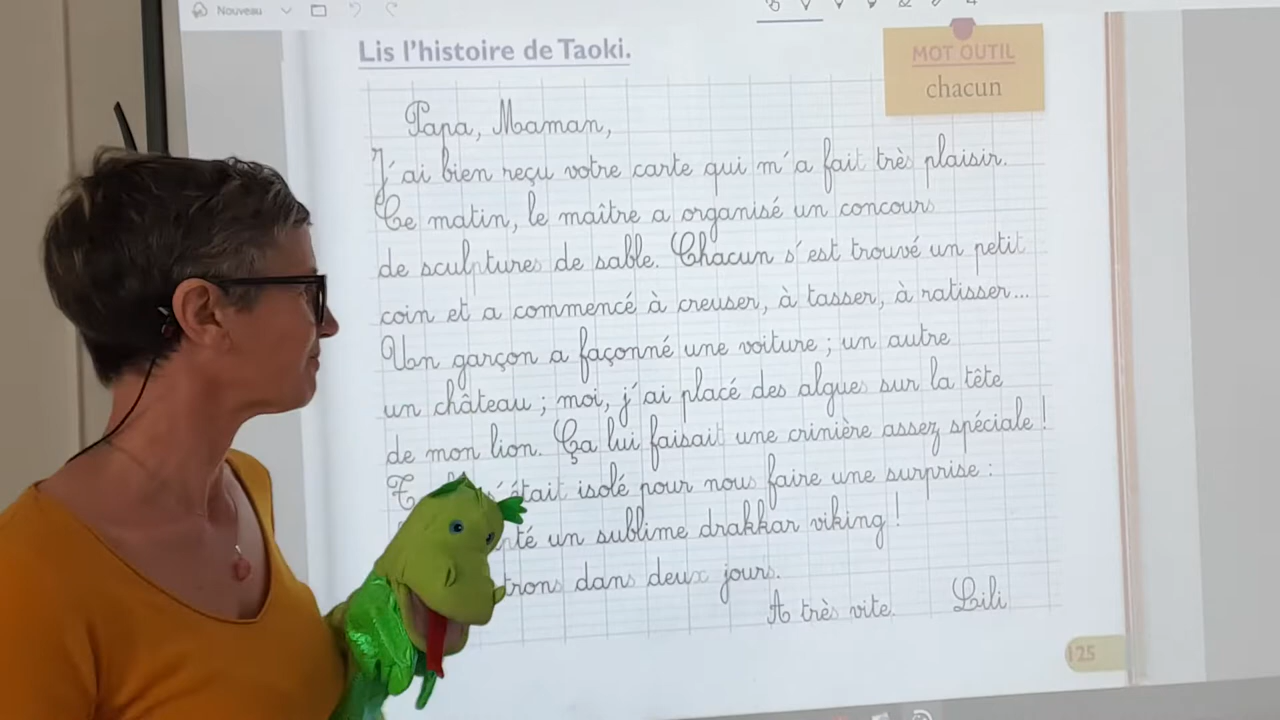 Nouveau
Lis l'histoire de Taoki.
MOT OUTIL
chacun
Papa, Maman,
J'ai bien reçu votre carte qui m'a fait très plaisir.
Ce matin, le maître a organisé un concours
de sculptures de sable. Chacun s'est trouvé un petit
coin et a commencé à creuser, à tasser, à ratisser...
Un garçon a façonné une voiture ; un autre
un château ; moi, j'ai placé des algues sur la tête
de mon lion. Ça lui faisait une crinière assez spéciale !
s'était isolé pour nous faire une surprise :
un sublime drakkar viking !
dans deux jours.
A très vite. Lili
125